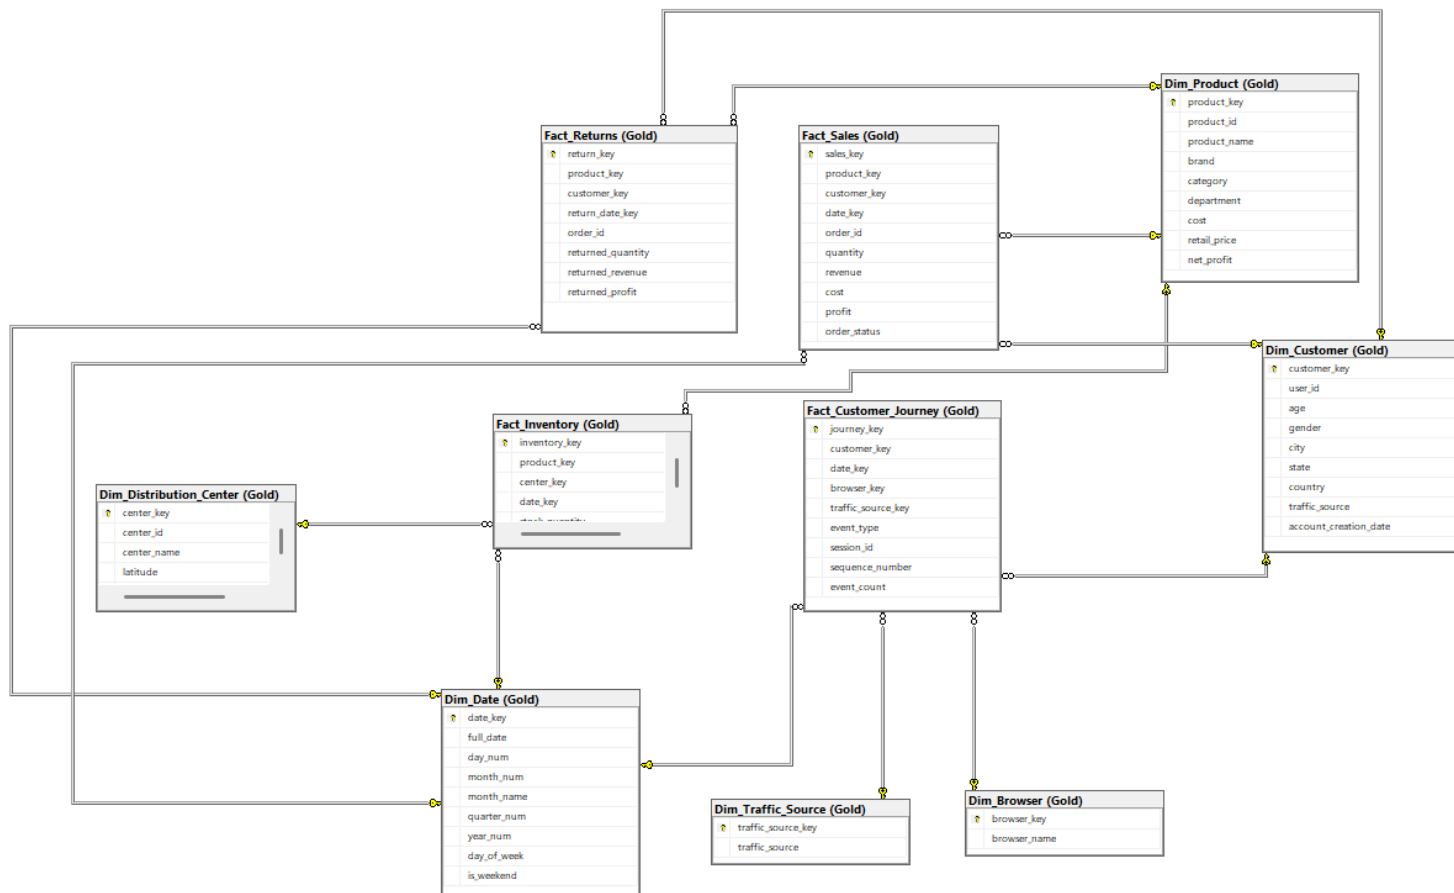 Dim_Product (Gold)
product_key
product_id
product_name
brand
category
department
cost
retail_price
net_profit
Fact_Returns (Gold)
return_key
product_key
customer_key
return_date_key
order_id
returned_quantity
returned_revenue
returned_profit
Fact_Sales (Gold)
sales_key
product_key
customer_key
date_key
order_id
quantity
revenue
cost
profit
order_status
Dim_Customer (Gold)
customer_key
user_id
age
gender
city
state
country
traffic_source
account_creation_date
Fact_Inventory (Gold)
inventory_key
product_key
center_key
date_key
stock_quantity
Fact_Customer_Journey (Gold)
journey_key
customer_key
date_key
browser_key
traffic_source_key
event_type
session_id
sequence_number
event_count
Dim_Distribution_Center (Gold)
center_key
center_id
center_name
latitude
Dim_Date (Gold)
date_key
full_date
day_num
month_num
month_name
quarter_num
year_num
day_of_week
is_weekend
Dim_Traffic_Source (Gold)
traffic_source_key
traffic_source
Dim_Browser (Gold)
browser_key
browser_name